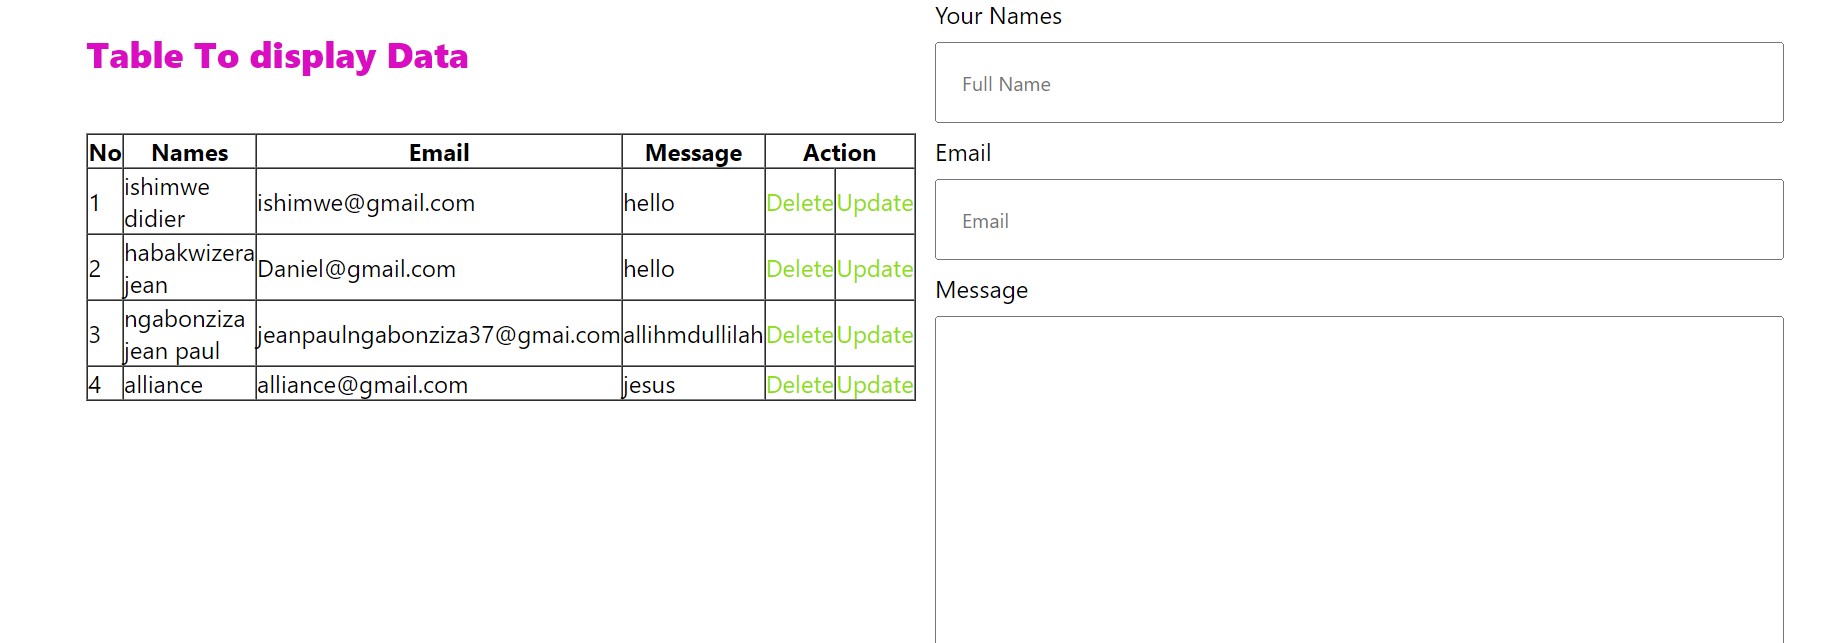 Table To display Data
No Names Email Message Action
1 ishimwe didier ishimwe@gmail.com hello Delete Update
2 habakwizera jean Daniel@gmail.com hello Delete Update
3 ngabonziza jean paul jeanpaulngabonziza37@gmai.com allihmdullilah Delete Update
4 alliance alliance@gmail.com jesus Delete Update
Your Names
Full Name
Email
Email
Message